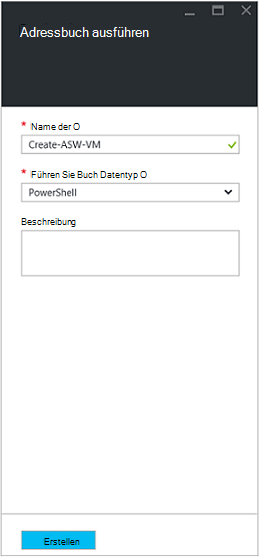 Adressbuch ausführen
* Name der O
Create-ASW-VM
* Führen Sie Buch Datentyp O
PowerShell
Beschreibung
Erstellen